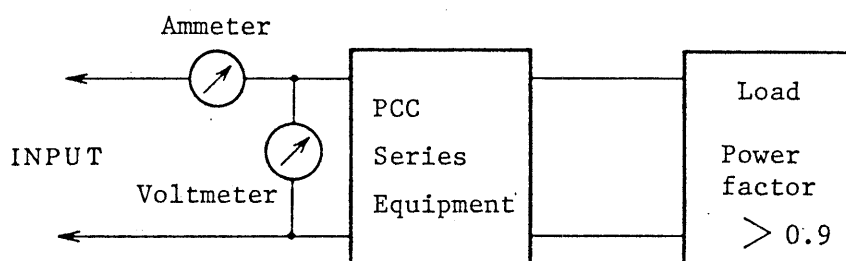 Ammeter
INPUT
Voltmeter
PCC
Series
Equipment
Load
Power
factor
> 0.9